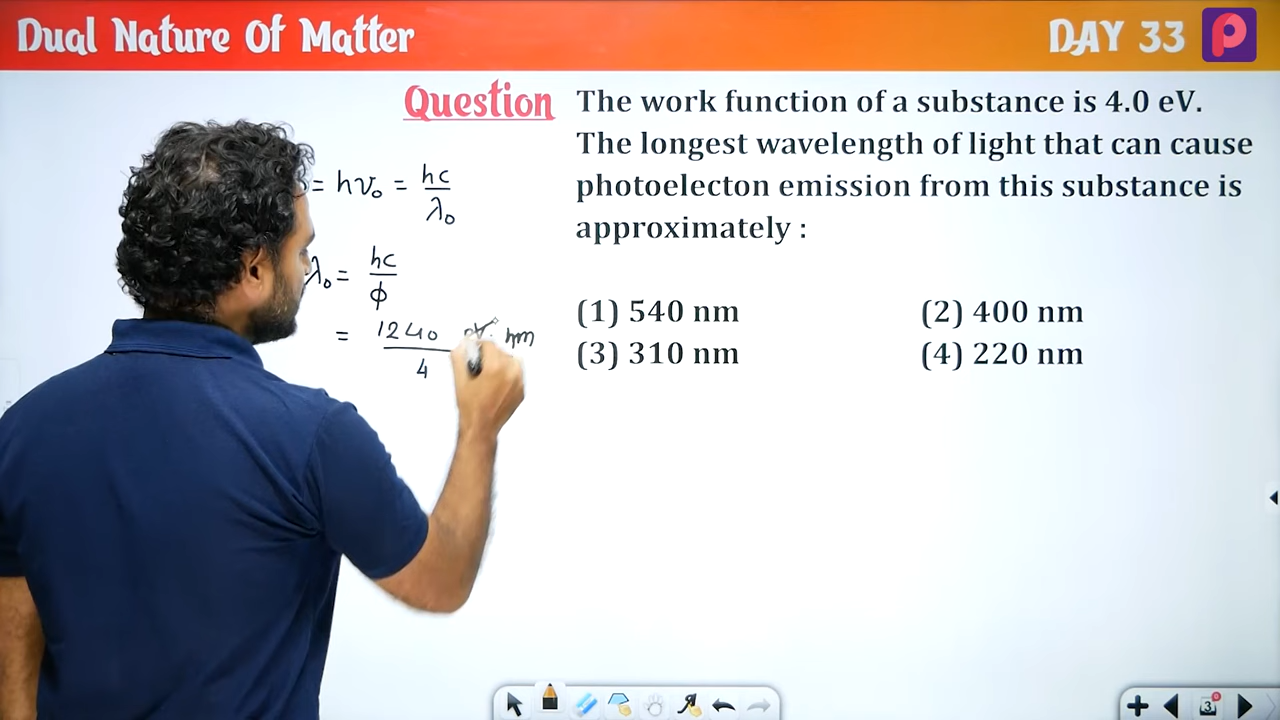 Dual Nature Of Matter
DAY 33
Question
The work function of a substance is 4.0 eV.
The longest wavelength of light that can cause
photoelecton emission from this substance is
approximately :
(1) 540 nm
(2) 400 nm
(3) 310 nm
(4) 220 nm
= hν₀ = hc/λ₀
λ₀ = hc/ϕ
= 1240/4 nm
3